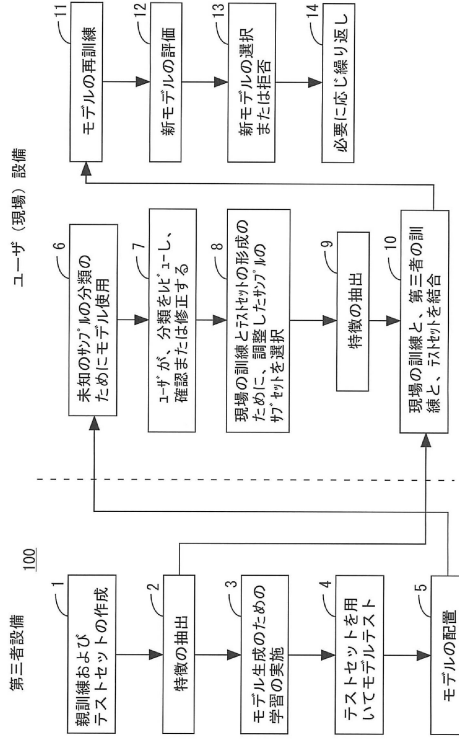 第三者設備
100
親訓練および
テストセットの作成
1
特徴の抽出
2
モデル生成のための
学習の実施
3
テストセットを用
いてモデルテスト
4
モデルの配置
5
ユーザ（現場）設備
未知のサンプルの分類の
ためにモデル使用
6
ユーザが、分類をレビューし、
確認または修正する
7
現場の訓練とテストセットの形成の
ために、調整したサンプルの
サブセットを選択
8
特徴の抽出
9
現場の訓練と、第三者の訓
練と、テストセットを結合
10
モデルの再訓練
11
新モデルの評価
12
新モデルの選択
または拒否
13
必要に応じ繰り返し
14